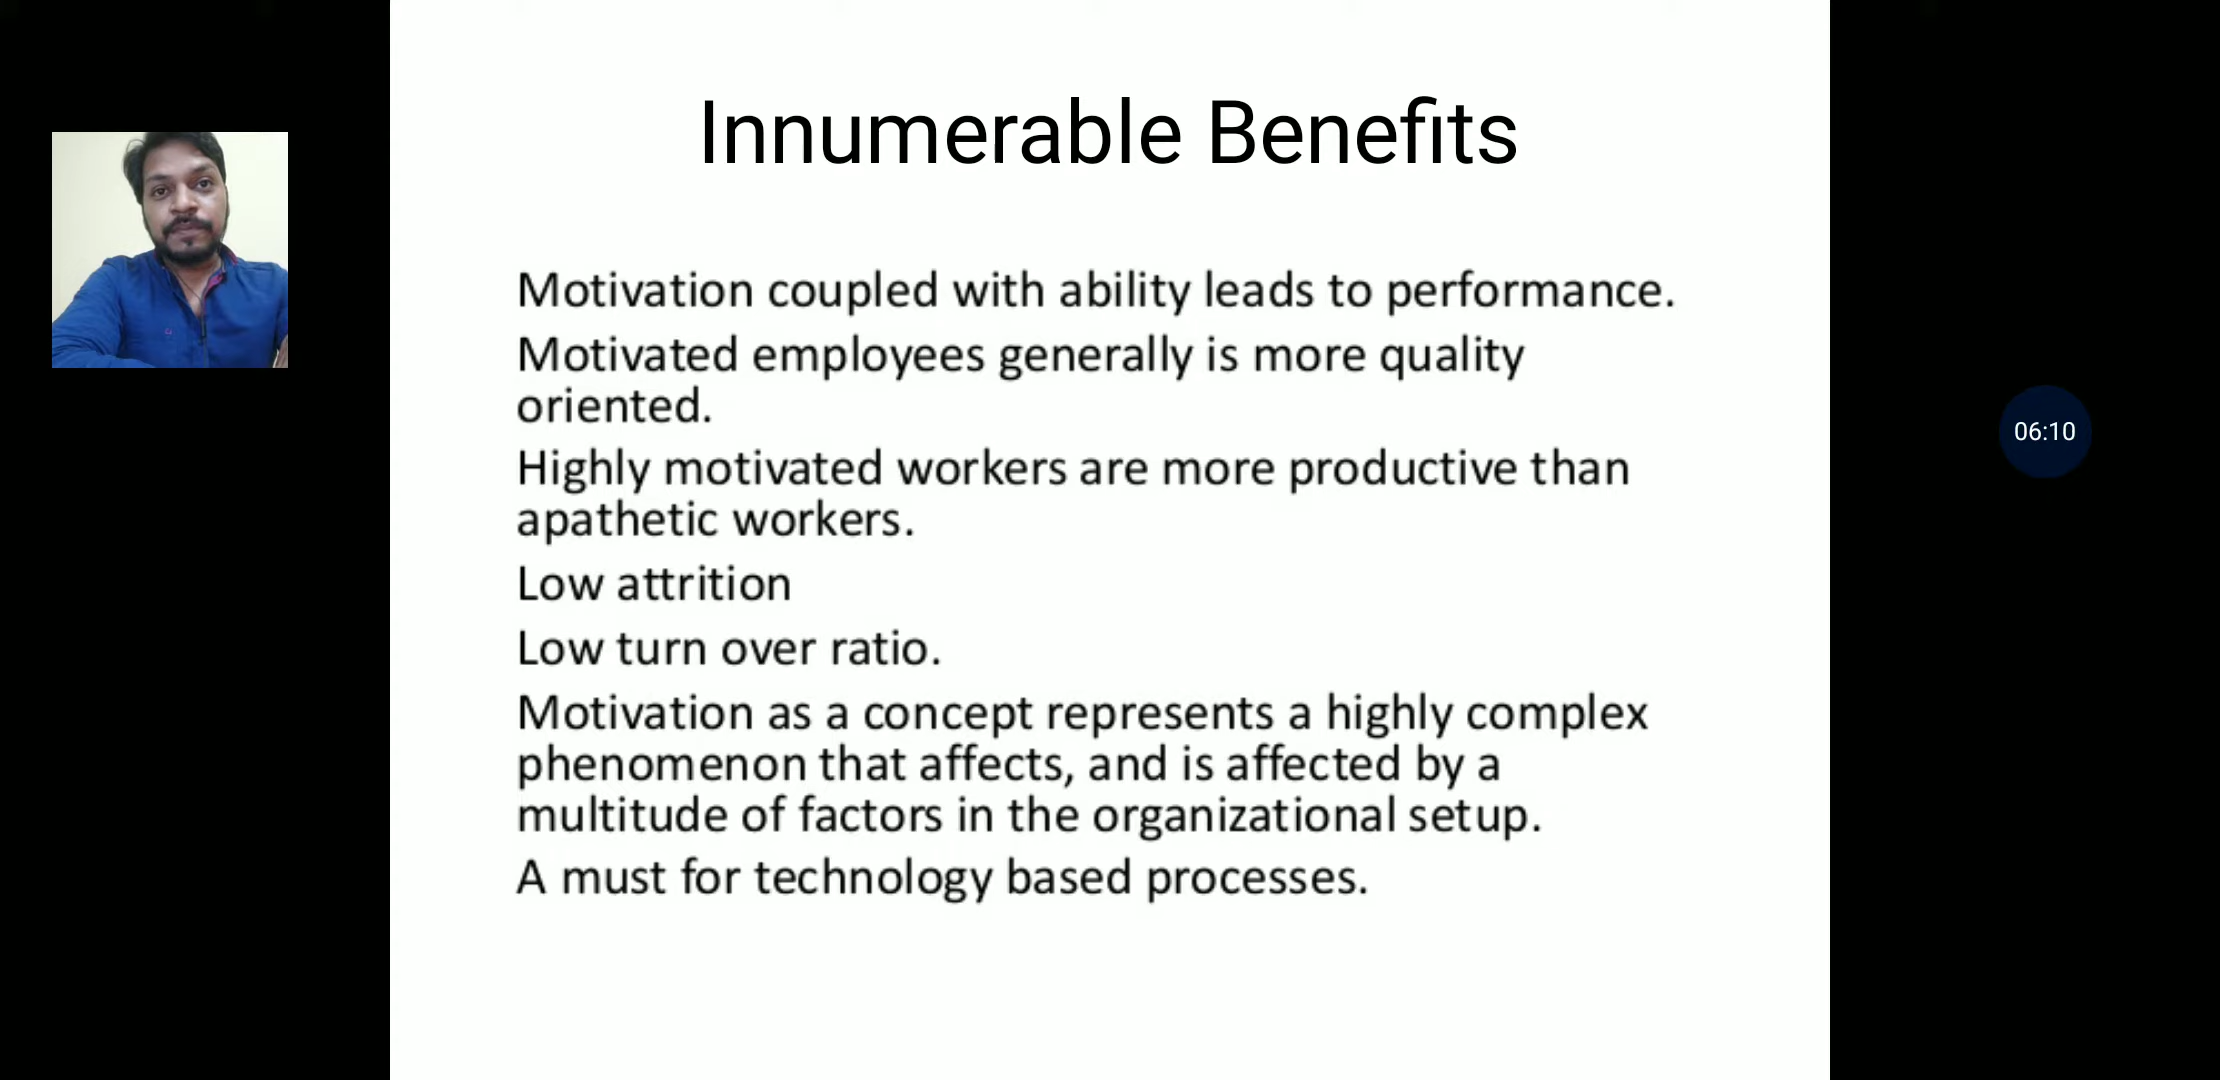 Innumerable Benefits
Motivation coupled with ability leads to performance.
Motivated employees generally is more quality
oriented.
Highly motivated workers are more productive than
apathetic workers.
Low attrition
Low turn over ratio.
Motivation as a concept represents a highly complex
phenomenon that affects, and is affected by a
multitude of factors in the organizational setup.
A must for technology based processes.
06:10